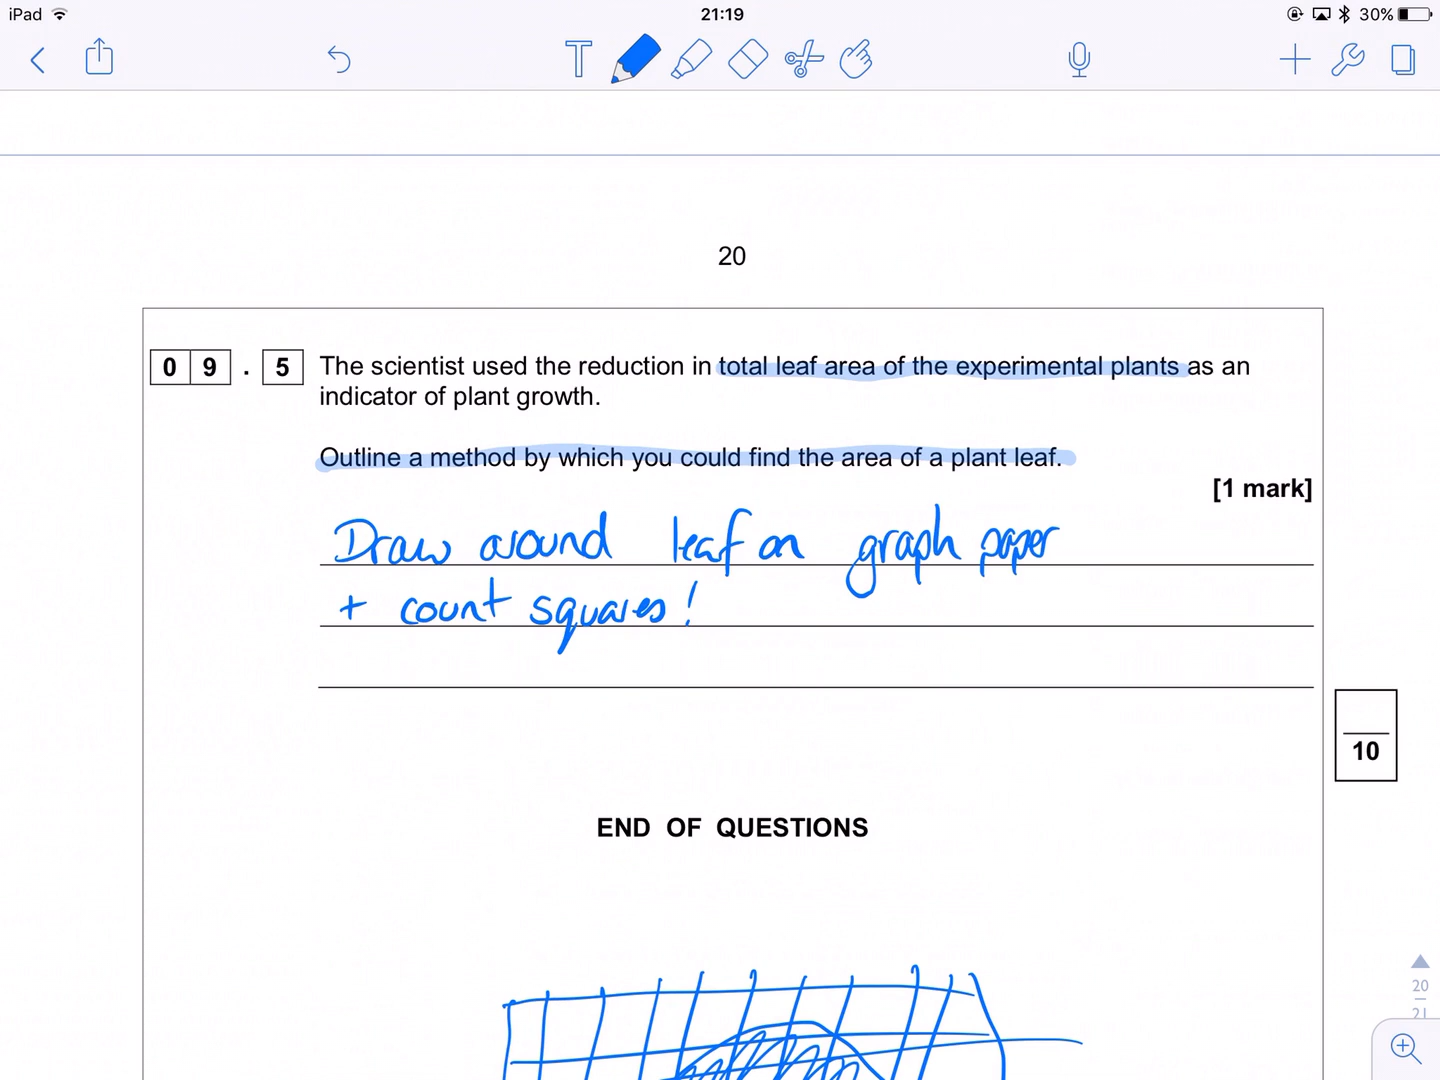 iPad
21:19
30%
T
20
09.5 The scientist used the reduction in total leaf area of the experimental plants as an
indicator of plant growth.
Outline a method by which you could find the area of a plant leaf.
[1 mark]
Draw around leaf on graph paper
+ count squares!
10
END OF QUESTIONS
20
21